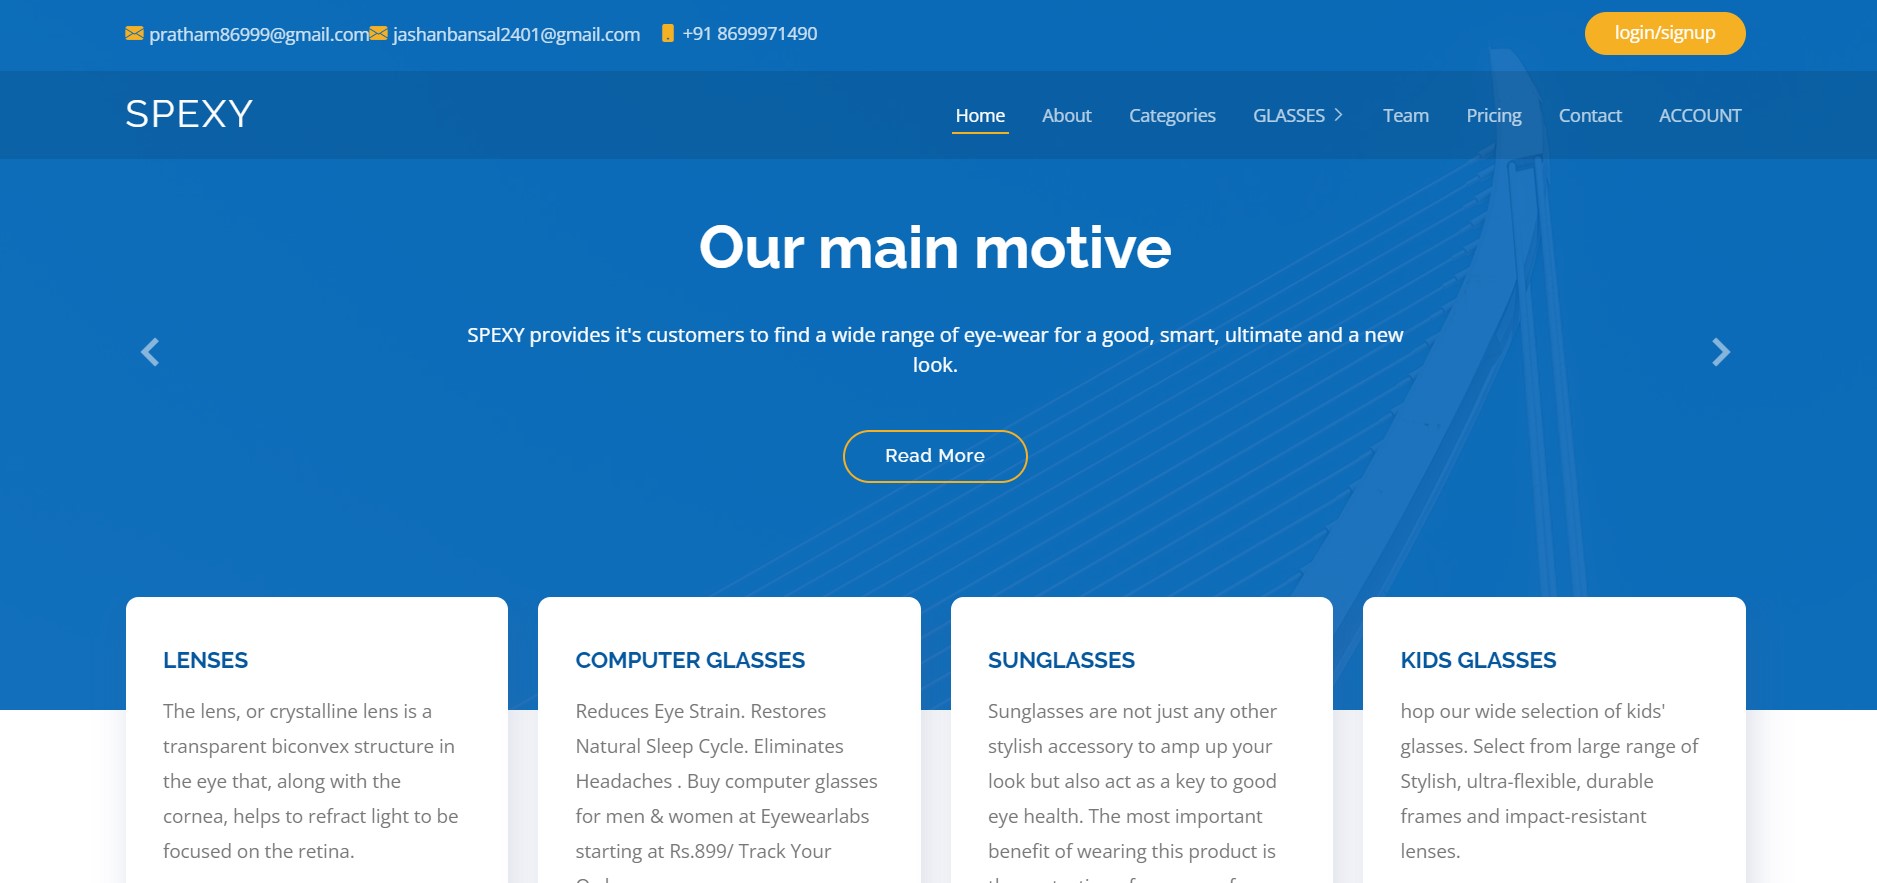 pratham86999@gmail.com jashanbansal2401@gmail.com +91 8699971490 login/signup
SPEXY Home About Categories GLASSES Team Pricing Contact ACCOUNT
Our main motive
SPEXY provides it's customers to find a wide range of eye-wear for a good, smart, ultimate and a new
look.
Read More
LENSES
The lens, or crystalline lens is a
transparent biconvex structure in
the eye that, along with the
cornea, helps to refract light to be
focused on the retina.
COMPUTER GLASSES
Reduces Eye Strain. Restores
Natural Sleep Cycle. Eliminates
Headaches . Buy computer glasses
for men & women at Eyewearlabs
starting at Rs.899/ Track Your
SUNGLASSES
Sunglasses are not just any other
stylish accessory to amp up your
look but also act as a key to good
eye health. The most important
benefit of wearing this product is
KIDS GLASSES
hop our wide selection of kids'
glasses. Select from large range of
Stylish, ultra-flexible, durable
frames and impact-resistant
lenses.